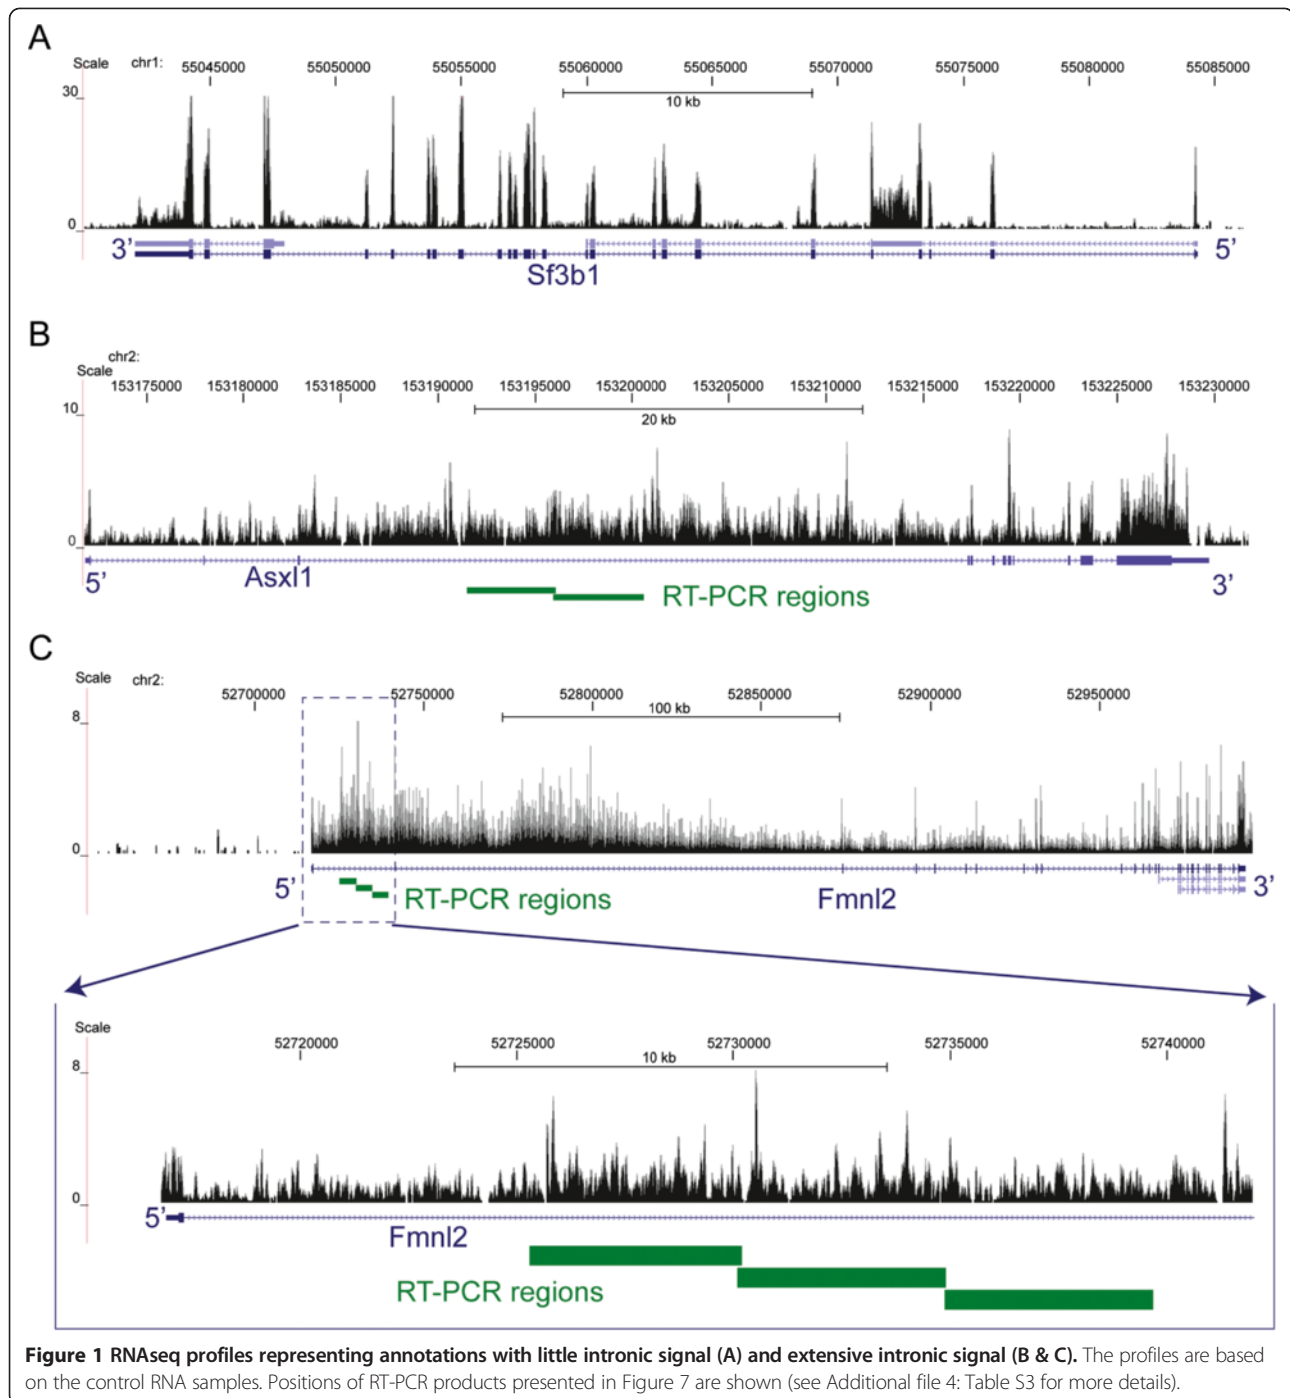 A
Scale chr1: 55045000 55050000 55055000 55060000 55065000 55070000 55075000 55080000 55085000
30
10 kb
0
3’ 5’
Sf3b1
B
chr2:
Scale
153175000 153180000 153185000 153190000 153195000 153200000 153205000 153210000 153215000 153220000 153225000 153230000
10
20 kb
0
5’ Asxl1 3’
RT-PCR regions
C
Scale chr2: 52700000 52750000 52800000 52850000 52900000 52950000
8
100 kb
0
5’ RT-PCR regions Fmnl2 3’
Scale
52720000 52725000 52730000 52735000 52740000
8
10 kb
0
5’
Fmnl2
RT-PCR regions
Figure 1 RNAseq profiles representing annotations with little intronic signal (A) and extensive intronic signal (B & C). The profiles are based
on the control RNA samples. Positions of RT-PCR products presented in Figure 7 are shown (see Additional file 4: Table S3 for more details).